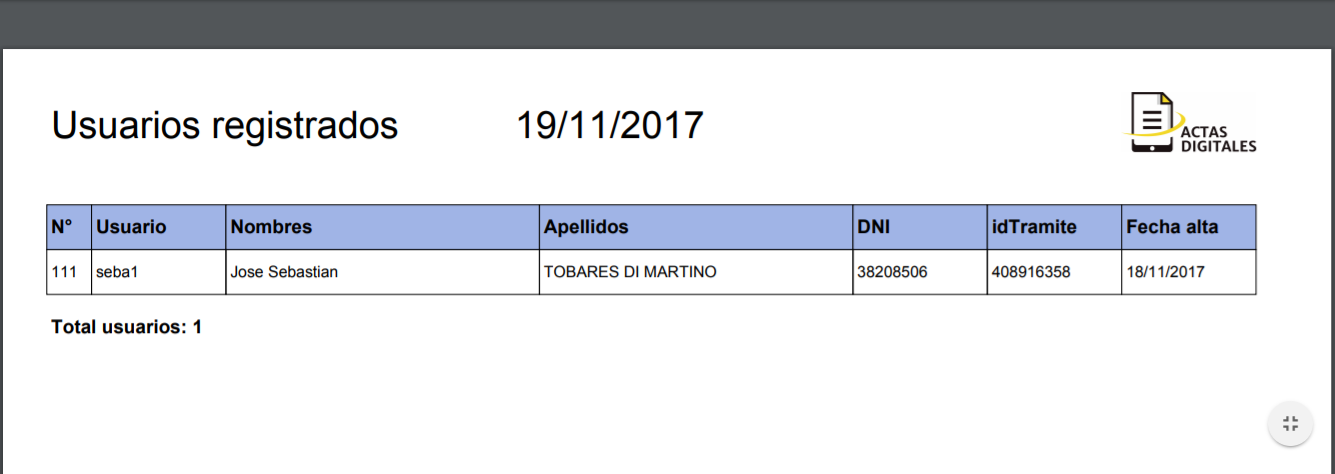 Usuarios registrados 19/11/2017
ACTAS
DIGITALES
N° Usuario Nombres Apellidos DNI idTramite Fecha alta
111 seba1 Jose Sebastian TOBARES DI MARTINO 38208506 408916358 18/11/2017
Total usuarios: 1